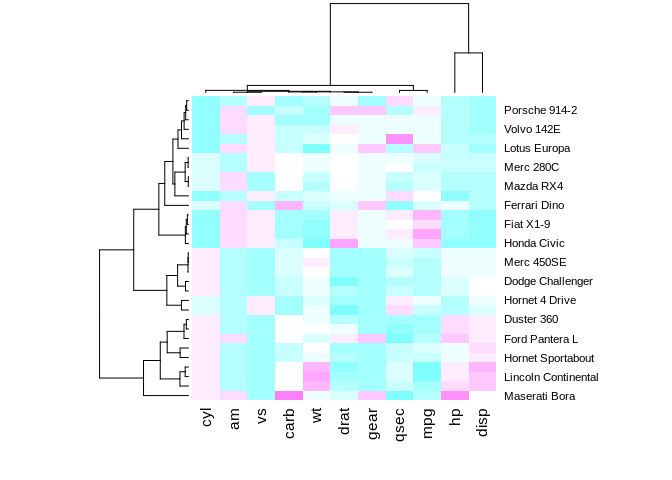 Porsche 914-2
Volvo 142E
Lotus Europa
Merc 280C
Mazda RX4
Ferrari Dino
Fiat X1-9
Honda Civic
Merc 450SE
Dodge Challenger
Hornet 4 Drive
Duster 360
Ford Pantera L
Hornet Sportabout
Lincoln Continental
Maserati Bora
cyl am vs carb wt drat gear qsec mpg hp disp